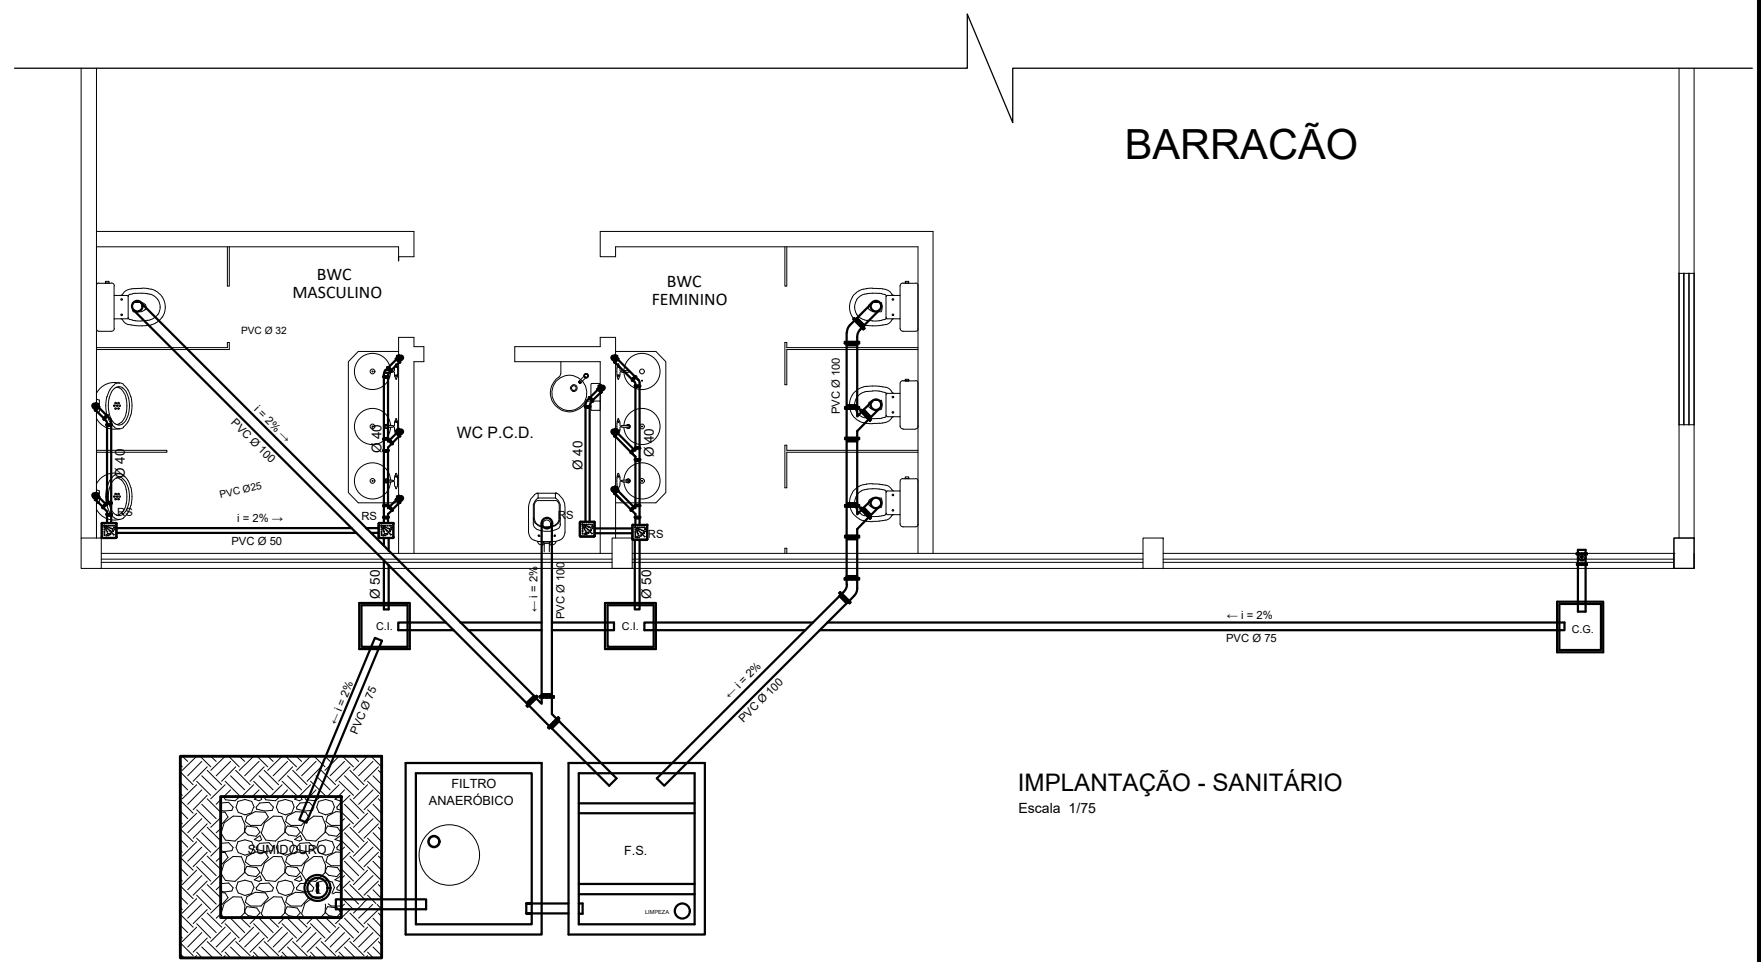 BARRACÃO
BWC
MASCULINO
BWC
FEMININO
PVC Ø 32
PVC Ø 100
i = 2% →
PVC Ø 100
WC P.C.D.
Ø 40
Ø 40
Ø 40
Ø 40
PVC Ø25
RS
RS
RS
RS
i = 2% →
PVC Ø 50
Ø 50
← i = 2%
PVC Ø 100
Ø 50
C.I.
C.I.
← i = 2%
PVC Ø 75
C.G.
← i = 2%
PVC Ø 75
← i = 2%
PVC Ø 100
FILTRO
ANAERÓBICO
SUMIDOURO
F.S.
LIMPEZA
IMPLANTAÇÃO - SANITÁRIO
Escala 1/75